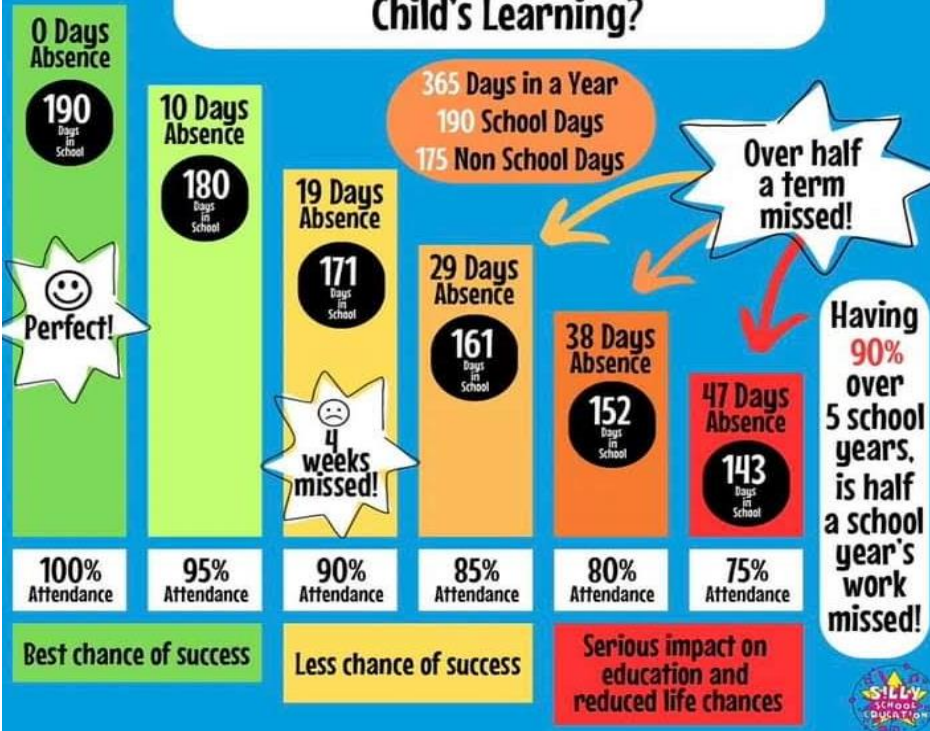 Child's Learning?
0 Days
Absence
190
Days
in
School
Perfect!
10 Days
Absence
180
Days
in
School
19 Days
Absence
171
Days
in
School
4
weeks
missed!
365 Days in a Year
190 School Days
175 Non School Days
29 Days
Absence
161
Days
in
School
38 Days
Absence
152
Days
in
School
47 Days
Absence
143
Days
in
School
Over half
a term
missed!
Having
90%
over
5 school
years,
is half
a school
year's
work
missed!
100%
Attendance
95%
Attendance
90%
Attendance
85%
Attendance
80%
Attendance
75%
Attendance
Best chance of success
Less chance of success
Serious impact on
education and
reduced life chances
SILLY
SCHOOL
EDUCATION